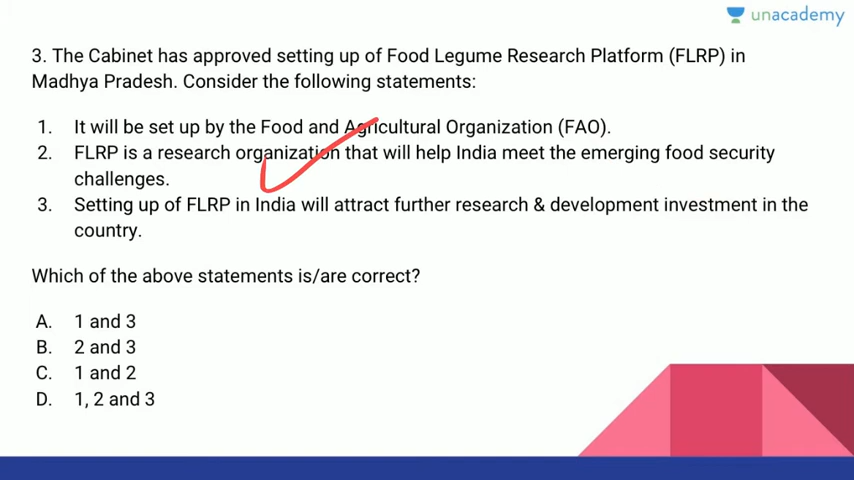 unacademy
3. The Cabinet has approved setting up of Food Legume Research Platform (FLRP) in
Madhya Pradesh. Consider the following statements:
1. It will be set up by the Food and Agricultural Organization (FAO).
2. FLRP is a research organization that will help India meet the emerging food security
challenges.
3. Setting up of FLRP in India will attract further research & development investment in the
country.
Which of the above statements is/are correct?
A. 1 and 3
B. 2 and 3
C. 1 and 2
D. 1, 2 and 3